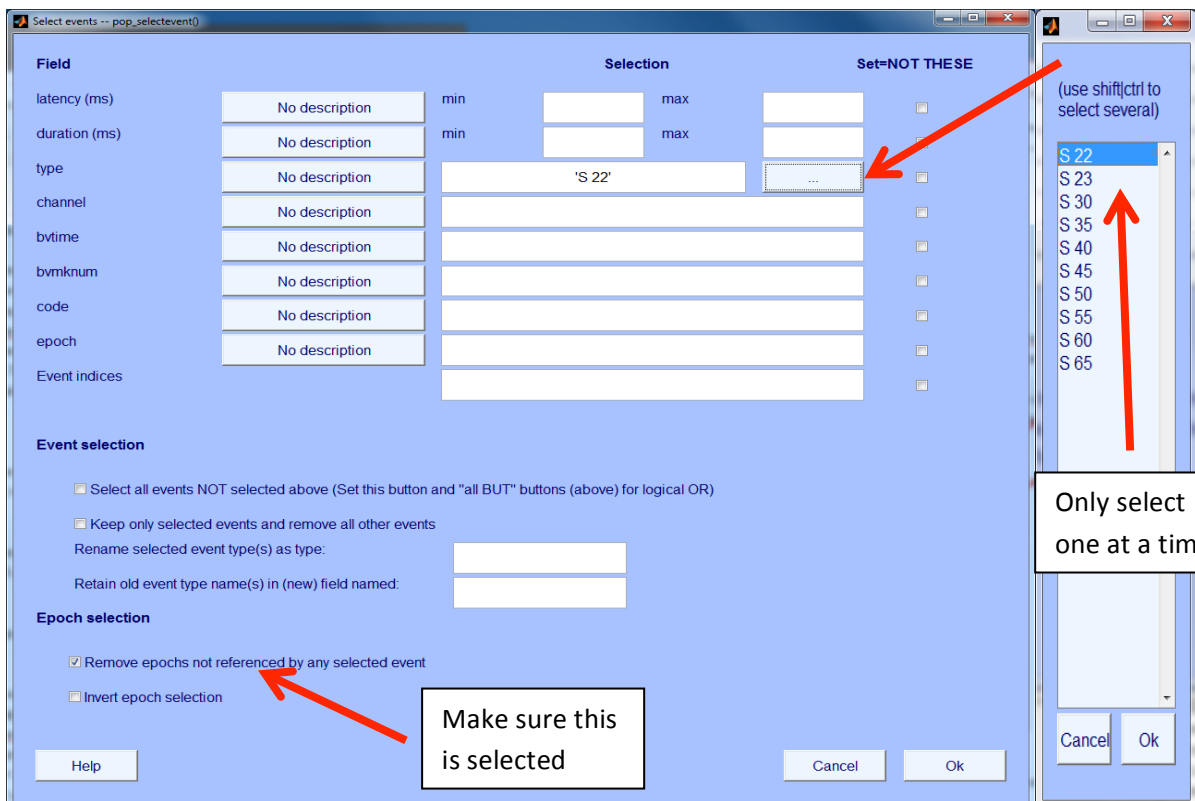 Select events -- pop_selectevent()
Field Selection Set=NOT THESE
latency (ms) No description min max
duration (ms) No description min max
type No description 'S 22' ...
channel No description
bvtime No description
bvmknum No description
code No description
epoch No description
Event indices
Event selection
Select all events NOT selected above (Set this button and "all BUT" buttons (above) for logical OR)
Keep only selected events and remove all other events
Rename selected event type(s) as type:
Retain old event type name(s) in (new) field named:
Epoch selection
Remove epochs not referenced by any selected event
Invert epoch selection
Make sure this
is selected
Help Cancel Ok
(use shift|ctrl to
select several)
S 22
S 23
S 30
S 35
S 40
S 45
S 50
S 55
S 60
S 65
Only select
one at a tim
Cancel Ok